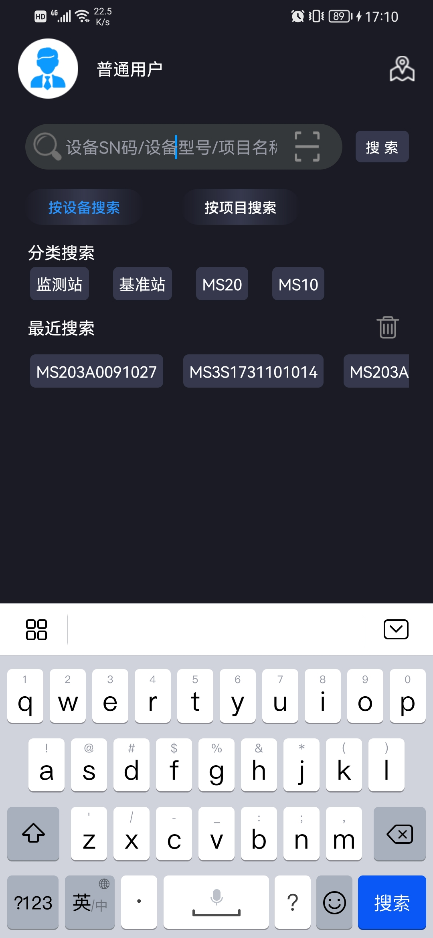 HD 4G 22.5 K/s 89 17:10
普通用户
设备SN码/设备型号/项目名称 搜 索
按设备搜索 按项目搜索
分类搜索
监测站 基准站 MS20 MS10
最近搜索
MS203A0091027 MS3S1731101014 MS203A
1 2 3 4 5 6 7 8 9 0
q w e r t y u i o p
! @ # $ % & * ( )
a s d f g h j k l
' / - _ : ; ,
z x c v b n m
?123 英/中 · ? 搜索